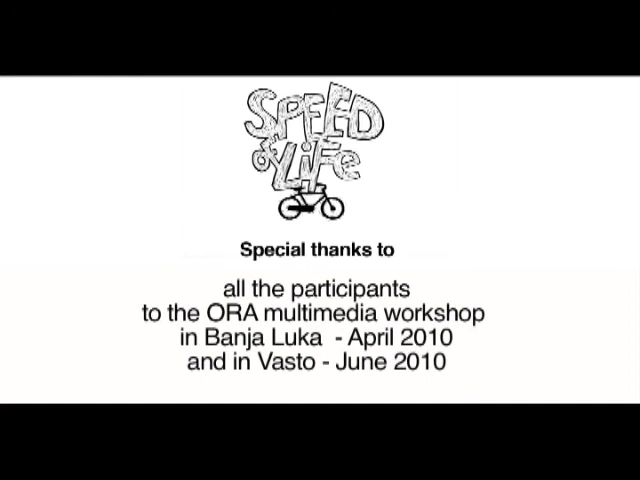 SPEED
of LiFe
Special thanks to
all the participants
to the ORA multimedia workshop
in Banja Luka - April 2010
and in Vasto - June 2010